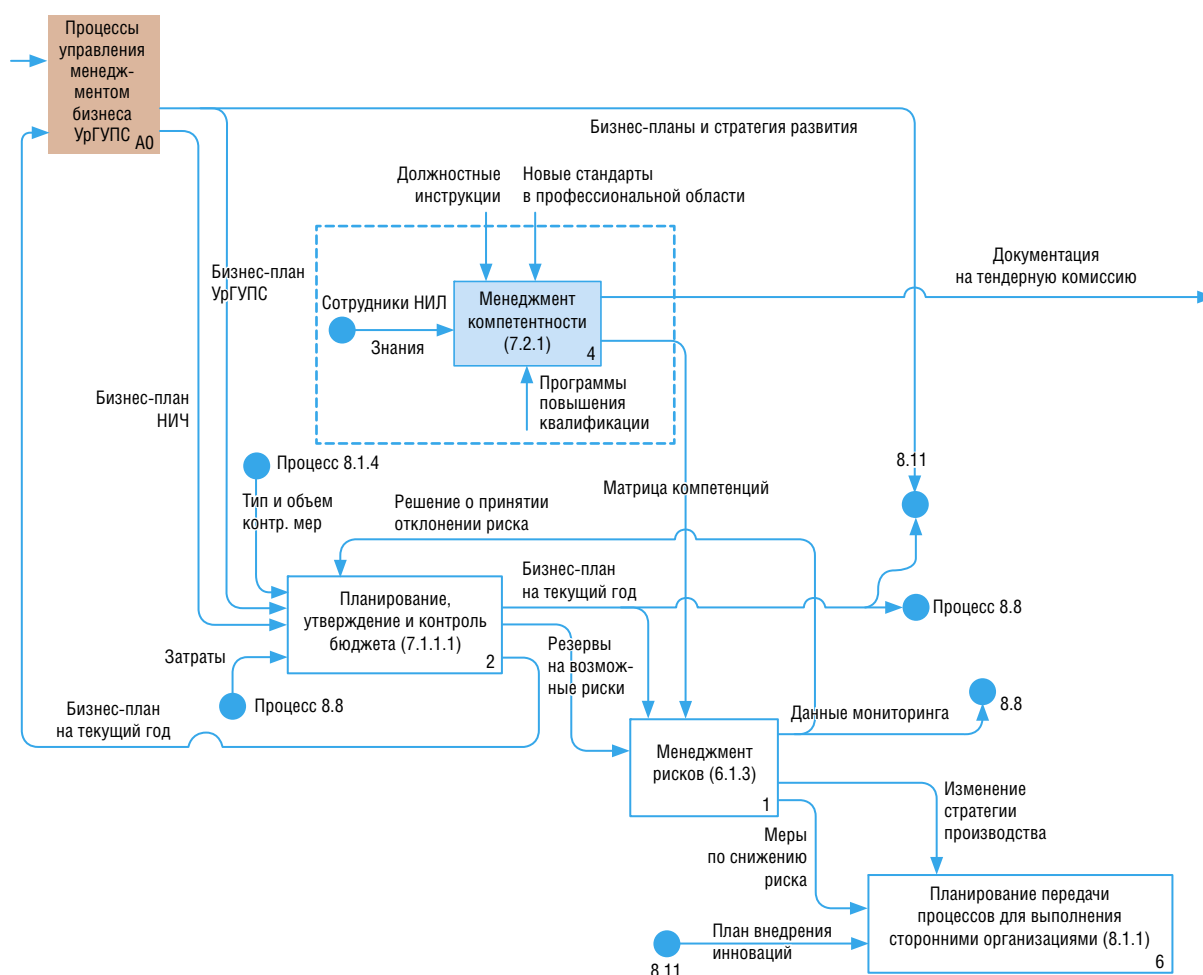 Процессы
управления
менедж-
ментом
бизнеса
УрГУПС
A0
Бизнес-планы и стратегия развития
Должностные
инструкции
Новые стандарты
в профессиональной области
Документация
на тендерную комиссию
Бизнес-план
УрГУПС
Сотрудники НИЛ
Знания
Менеджмент
компетентности
(7.2.1)
4
Программы
повышения
квалификации
Бизнес-план
НИЧ
Процесс 8.1.4
Тип и объем
контр. мер
Решение о принятии
отклонении риска
Матрица компетенций
8.11
Бизнес-план
на текущий год
Процесс 8.8
Планирование,
утверждение и контроль
бюджета (7.1.1.1)
2
Затраты
Процесс 8.8
Резервы
на возмож-
ные риски
Бизнес-план
на текущий год
Данные мониторинга
8.8
Менеджмент
рисков (6.1.3)
1
Изменение
стратегии
производства
Меры
по снижению
риска
Планирование передачи
процессов для выполнения
сторонними организациями (8.1.1)
6
План внедрения
инноваций
8.11